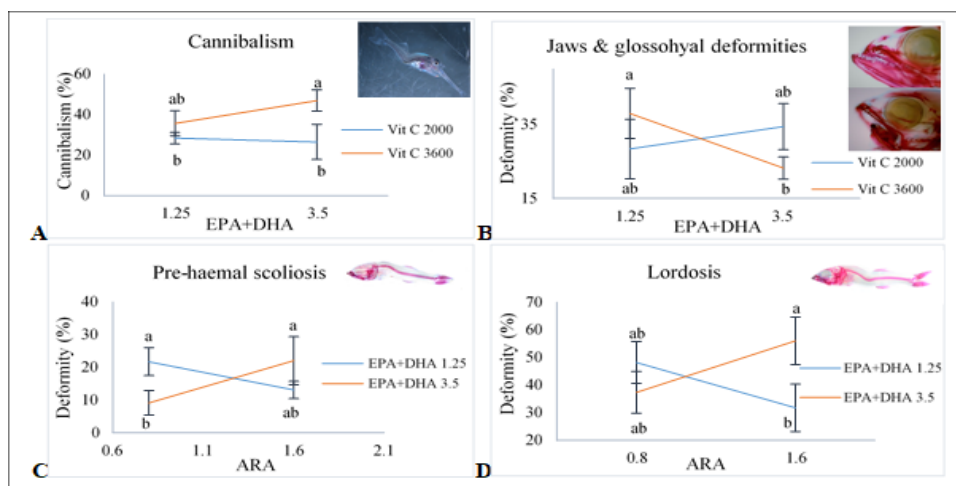 Cannibalism
Cannibalism (%)
60
40
20
0
ab
a
b
b
Vit C 2000
Vit C 3600
1.25
3.5
EPA+DHA
A
Jaws & glossohyal deformities
Deformity (%)
35
15
a
ab
ab
b
Vit C 2000
Vit C 3600
1.25
3.5
EPA+DHA
B
Pre-haemal scoliosis
Deformity (%)
40
30
20
10
0
a
a
b
ab
EPA+DHA 1.25
EPA+DHA 3.5
0.6
1.1
1.6
2.1
ARA
C
Lordosis
Deformity (%)
70
60
50
40
30
20
ab
a
ab
b
EPA+DHA 1.25
EPA+DHA 3.5
0.8
1.6
ARA
D